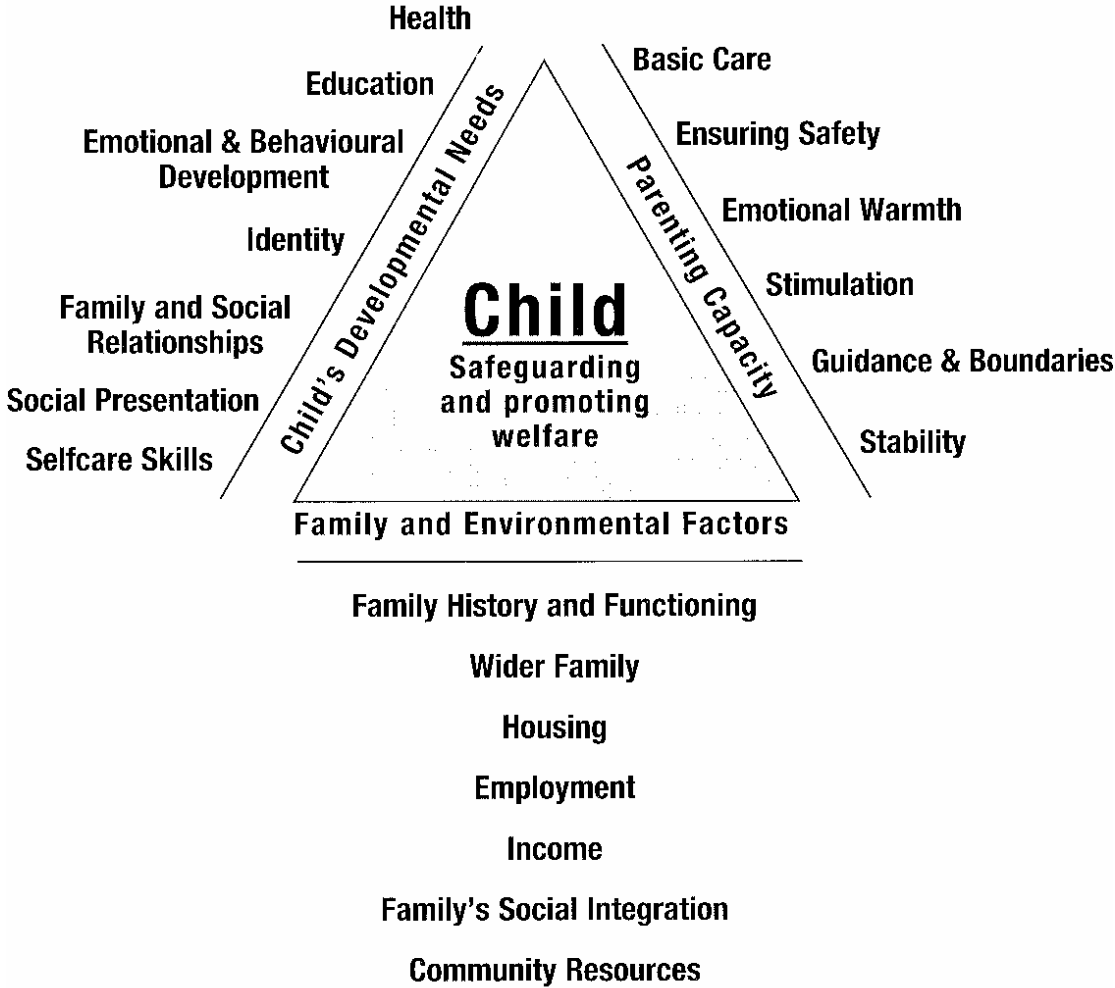 Health
Education
Emotional & Behavioural
Development
Identity
Family and Social
Relationships
Social Presentation
Selfcare Skills
Child's Developmental Needs
Basic Care
Ensuring Safety
Emotional Warmth
Stimulation
Guidance & Boundaries
Stability
Parenting Capacity
Child
Safeguarding
and promoting
welfare
Family and Environmental Factors
Family History and Functioning
Wider Family
Housing
Employment
Income
Family's Social Integration
Community Resources